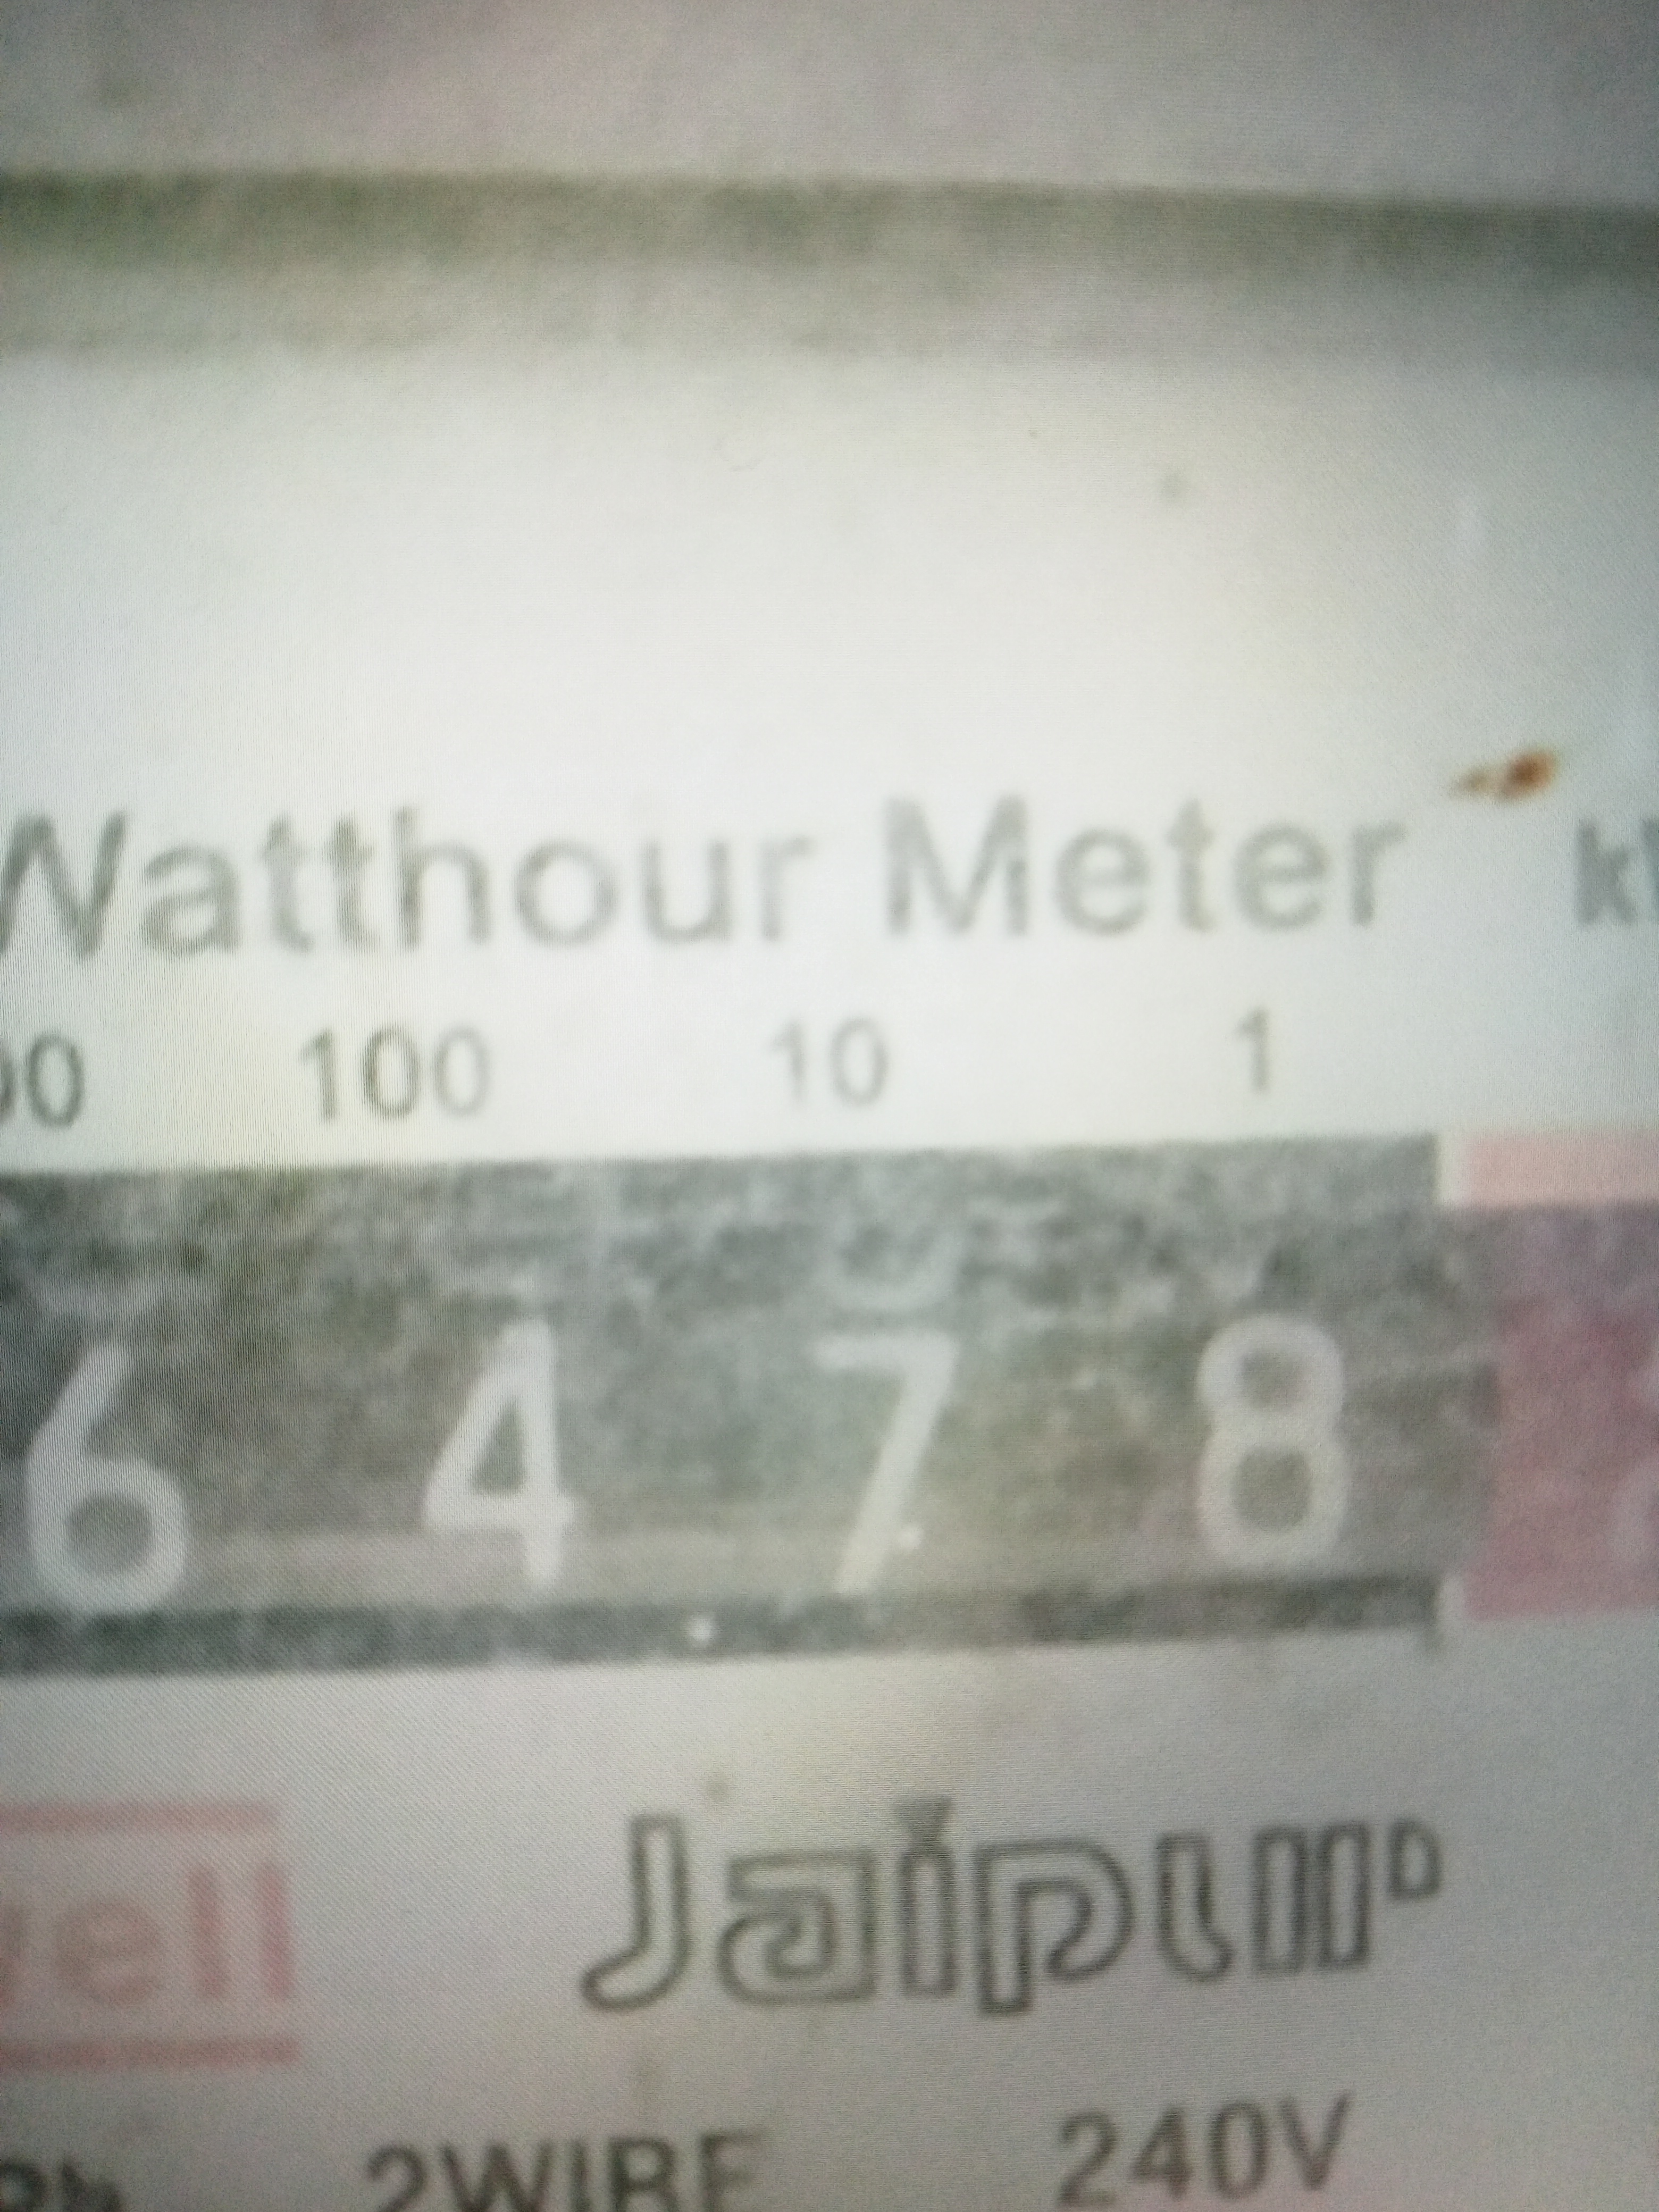 Watthour Meter
100 10 1
6 4 7 8
Jaipur
2WIRE 240V